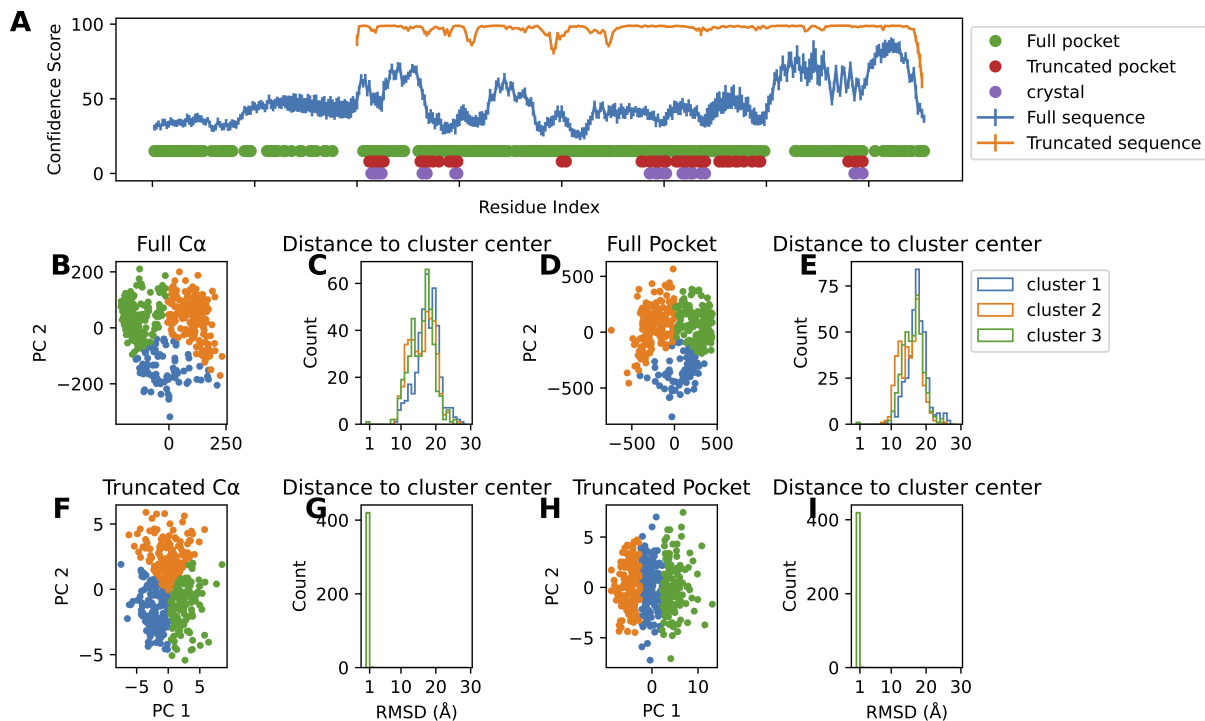 A
Confidence Score
100
50
0
Residue Index
Full pocket
Truncated pocket
crystal
Full sequence
Truncated sequence
B
Full Cα
PC 2
200
0
−200
0
250
C
Distance to cluster center
Count
60
40
20
0
1
10
20
30
D
Full Pocket
PC 2
500
0
−500
−500
0
500
E
Distance to cluster center
Count
75
50
25
0
1
10
20
30
cluster 1
cluster 2
cluster 3
F
Truncated Cα
PC 2
5
0
−5
−5
0
5
PC 1
G
Distance to cluster center
Count
400
200
0
1
10
20
30
RMSD (Å)
H
Truncated Pocket
PC 2
5
0
−5
0
10
PC 1
I
Distance to cluster center
Count
400
200
0
1
10
20
30
RMSD (Å)